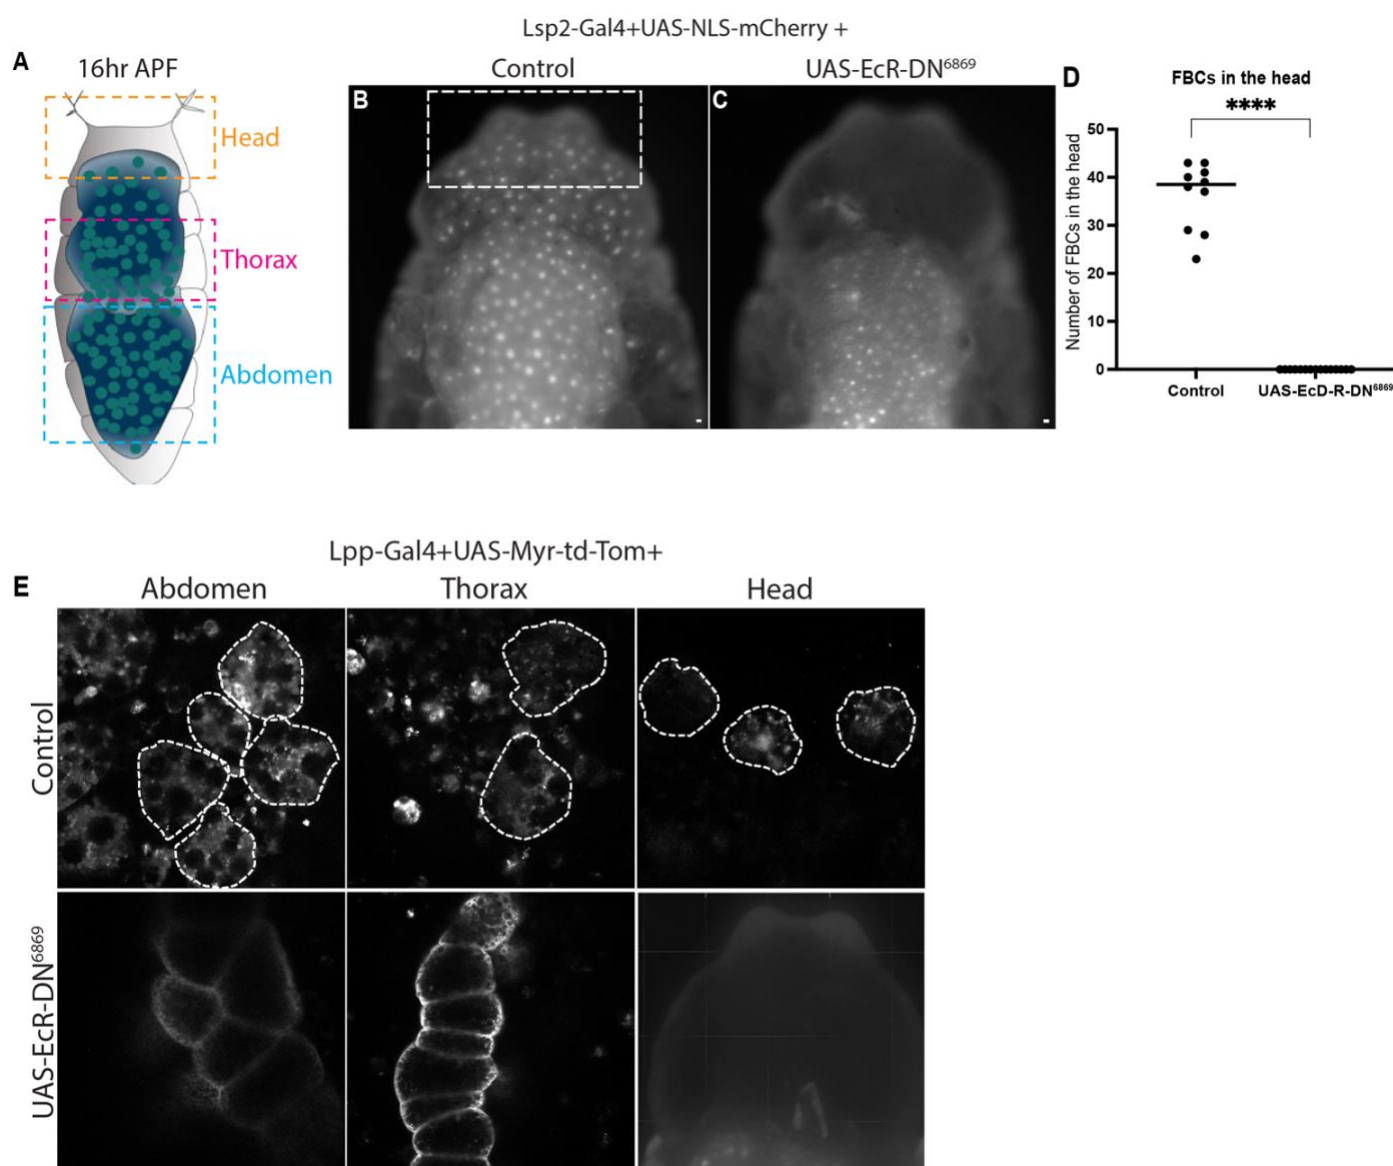 Lsp2-Gal4+UAS-NLS-mCherry +
A
16hr APF
Head
Thorax
Abdomen
Control
B
UAS-EcR-DN6869
C
D
FBCs in the head
****
Number of FBCs in the head
50
40
30
20
10
0
Control
UAS-EcD-R-DN6869
Lpp-Gal4+UAS-Myr-td-Tom+
E
Abdomen
Thorax
Head
Control
UAS-EcR-DN6869